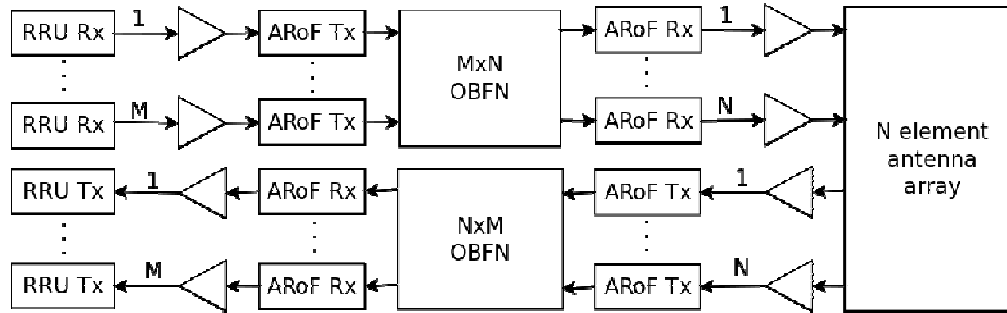 RRU Rx 1 ARoF Tx ARoF Rx 1
MxN
OBFN
RRU Rx M ARoF Tx ARoF Rx N
N element
antenna
array
RRU Tx 1 ARoF Rx ARoF Tx 1
NxM
OBFN
RRU Tx M ARoF Rx ARoF Tx N